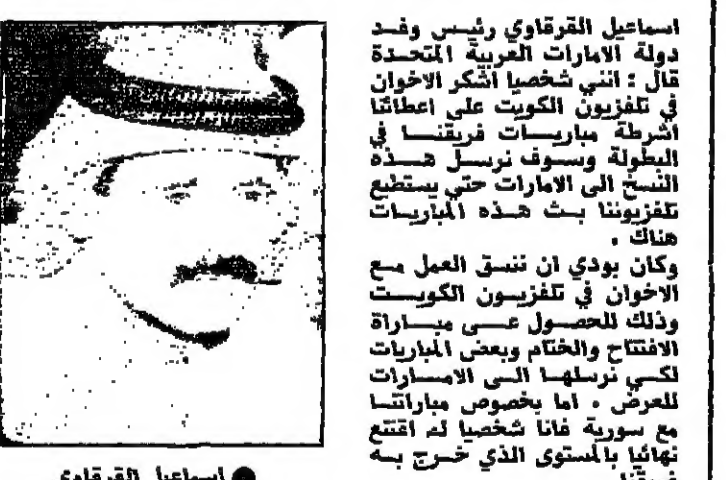 اسماعيل القرقاوي رئيس وفد
دولة الامارات العربية المتحدة
قال : انني شخصيا اشكر الاخوان
في تلفزيون الكويت على اعطائنا
اشرطة مباريات فريقنا في
البطولة وسوف نرسل هذه
النسخ الى الامارات حتي يستطيع
تلفزيوننا بث هذه المباريات
هناك .
وكان بودي ان ننسق العمل مع
الاخوان في تلفزيون الكويت
وذلك للحصول عسى مباراة
الافتتاح والختام وبعض المباريات
لكي نرسلها الى الامارات
للعرض . اما بخصوص مباراتنا
مع سورية فانا شخصيا لم اقتنع
نهائيا بالمستوى الذي خرج به
فريقنا
● اسماعيل القرقاوي